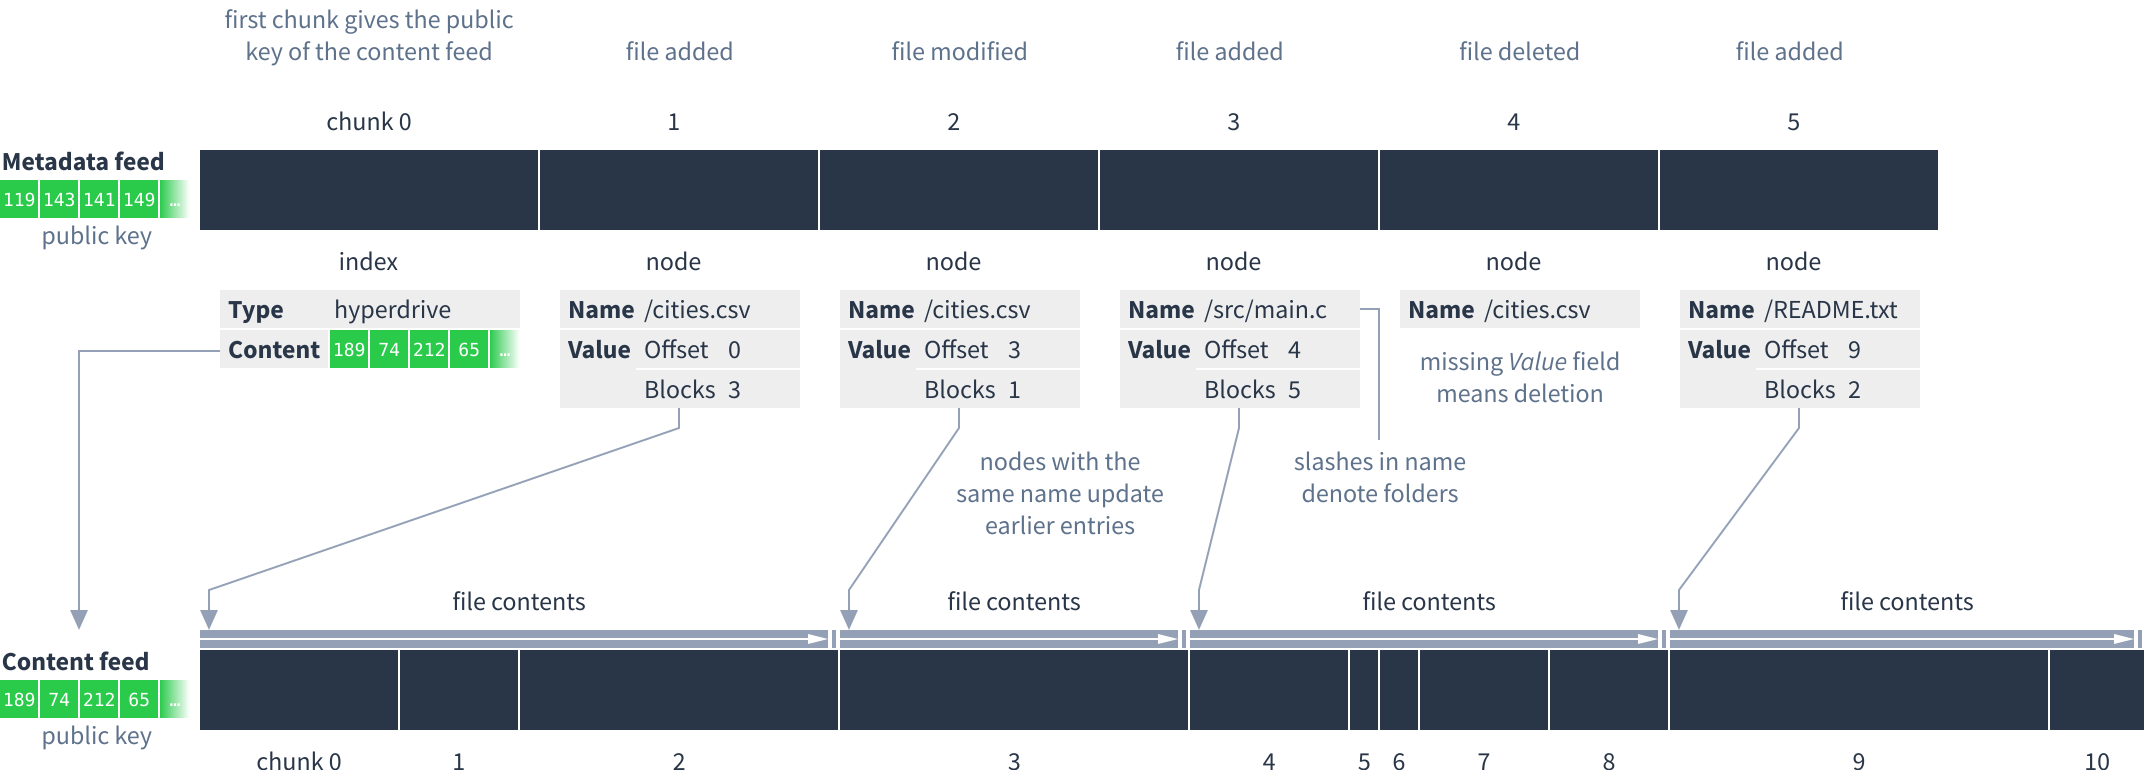 first chunk gives the public
key of the content feed
file added
file modified
file added
file deleted
file added
chunk 0
1
2
3
4
5
Metadata feed
119 143 141 149 ...
public key
index
node
node
node
node
node
Type hyperdrive
Content 189 74 212 65 ...
Name /cities.csv
Value Offset 0
Blocks 3
Name /cities.csv
Value Offset 3
Blocks 1
Name /src/main.c
Value Offset 4
Blocks 5
Name /cities.csv
missing Value field
means deletion
Name /README.txt
Value Offset 9
Blocks 2
nodes with the
same name update
earlier entries
slashes in name
denote folders
file contents
file contents
file contents
file contents
Content feed
189 74 212 65 ...
public key
chunk 0
1
2
3
4
5
6
7
8
9
10